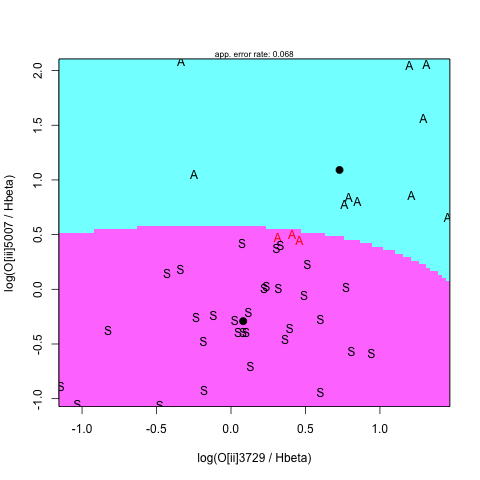 app. error rate: 0.068
log(O[iii]5007 / Hbeta)
2.0
1.5
1.0
0.5
0.0
-0.5
-1.0
A A A
A
A
A A A A A
A
A A A
S S S
S
S S
S S S S
S
S S S S
S
S S S S S
S S
S S
S
S S S
S S
-1.0 -0.5 0.0 0.5 1.0
log(O[ii]3729 / Hbeta)